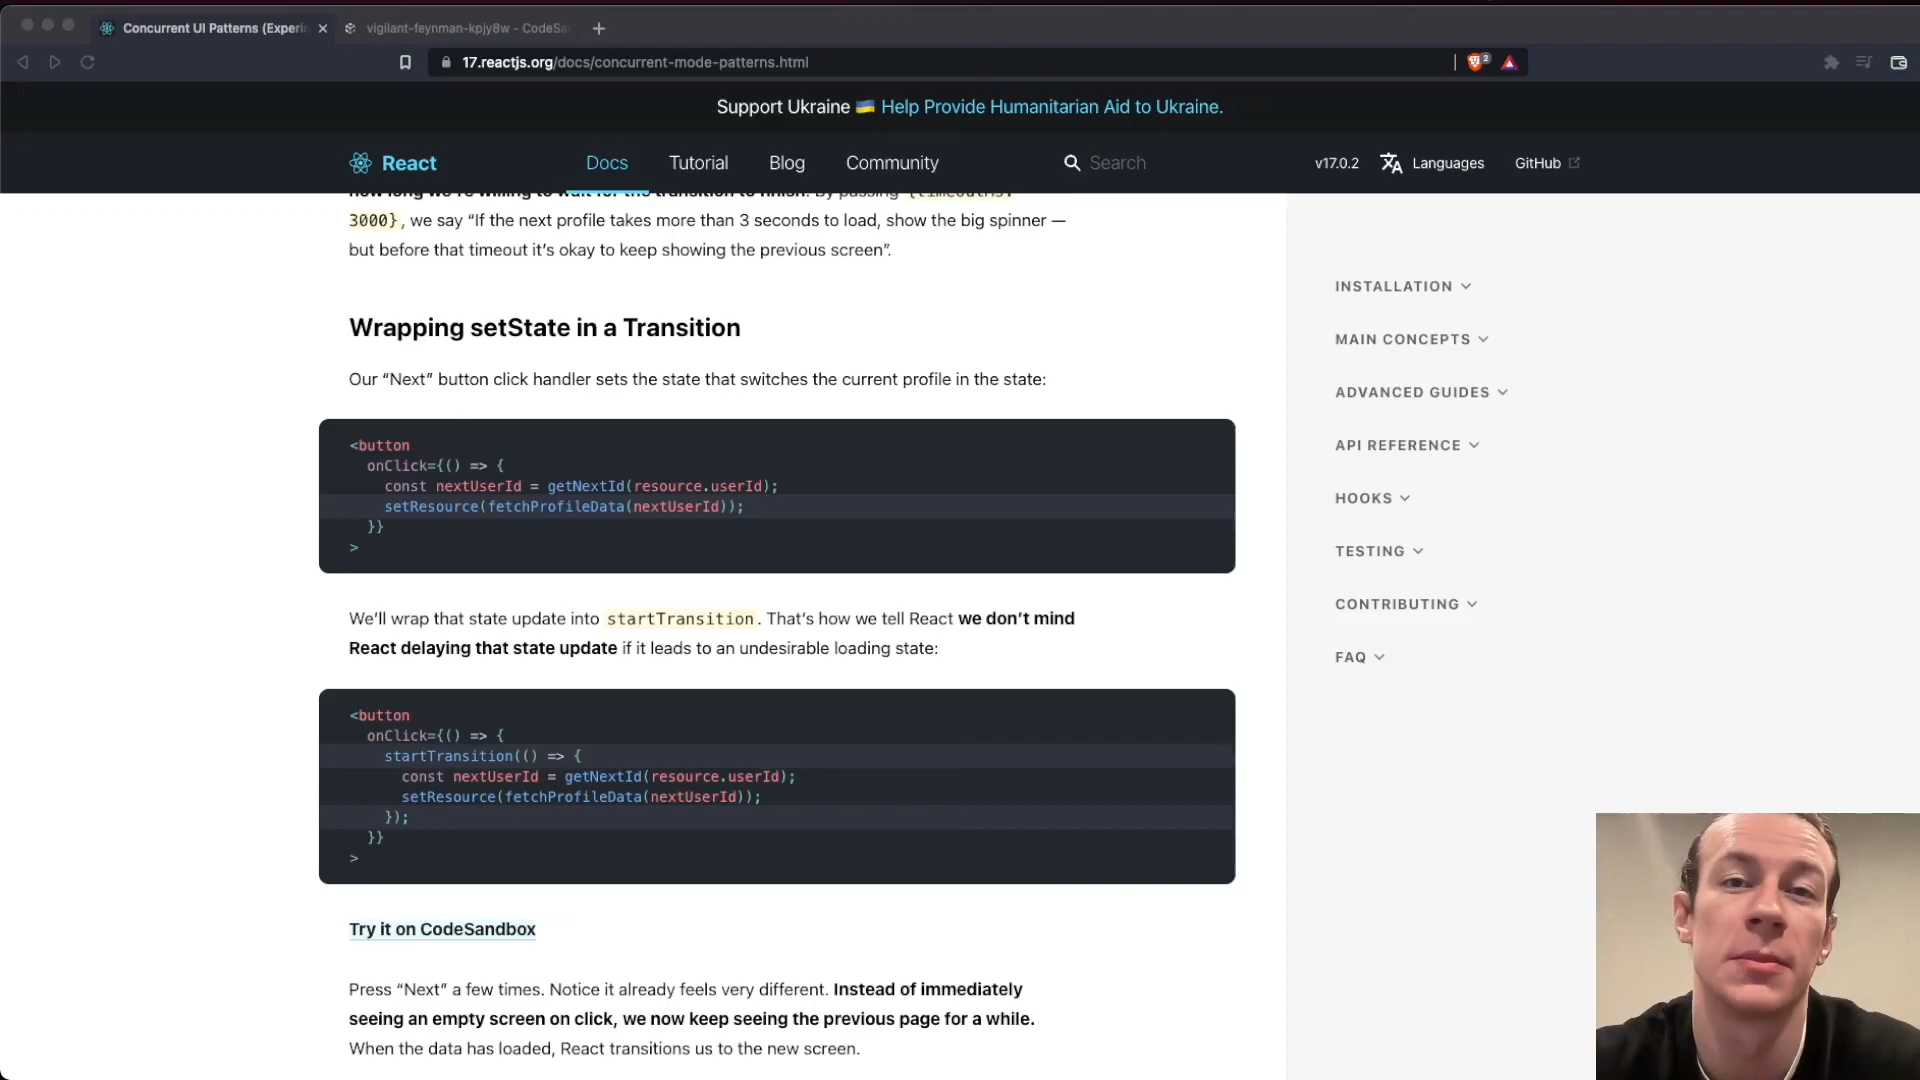 Concurrent UI Patterns (Experi
vigilant-feynman-kpjy8w - CodeSa
17.reactjs.org/docs/concurrent-mode-patterns.html
2
Support Ukraine 🇺🇦 Help Provide Humanitarian Aid to Ukraine.
React
Docs
Tutorial
Blog
Community
Search
v17.0.2
Languages
GitHub
how long we're willing to wait for the transition to finish. By passing {timeoutMs:
3000}, we say “If the next profile takes more than 3 seconds to load, show the big spinner —
but before that timeout it’s okay to keep showing the previous screen”.
Wrapping setState in a Transition
Our “Next” button click handler sets the state that switches the current profile in the state:
<button
onClick={() => {
const nextUserId = getNextId(resource.userId);
setResource(fetchProfileData(nextUserId));
}}
>
We’ll wrap that state update into startTransition. That’s how we tell React we don’t mind
React delaying that state update if it leads to an undesirable loading state:
<button
onClick={() => {
startTransition(() => {
const nextUserId = getNextId(resource.userId);
setResource(fetchProfileData(nextUserId));
});
}}
>
Try it on CodeSandbox
Press “Next” a few times. Notice it already feels very different. Instead of immediately
seeing an empty screen on click, we now keep seeing the previous page for a while.
When the data has loaded, React transitions us to the new screen.
INSTALLATION
MAIN CONCEPTS
ADVANCED GUIDES
API REFERENCE
HOOKS
TESTING
CONTRIBUTING
FAQ